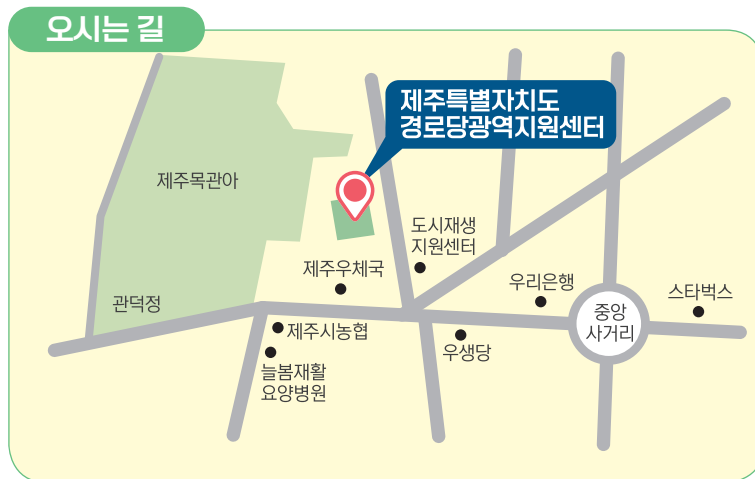 오시는 길
제주특별자치도
경로당광역지원센터
제주목관아
도시재생
지원센터
제주우체국
우리은행
스타벅스
관덕정
중앙
사거리
제주시농협
우생당
늘봄재활
요양병원